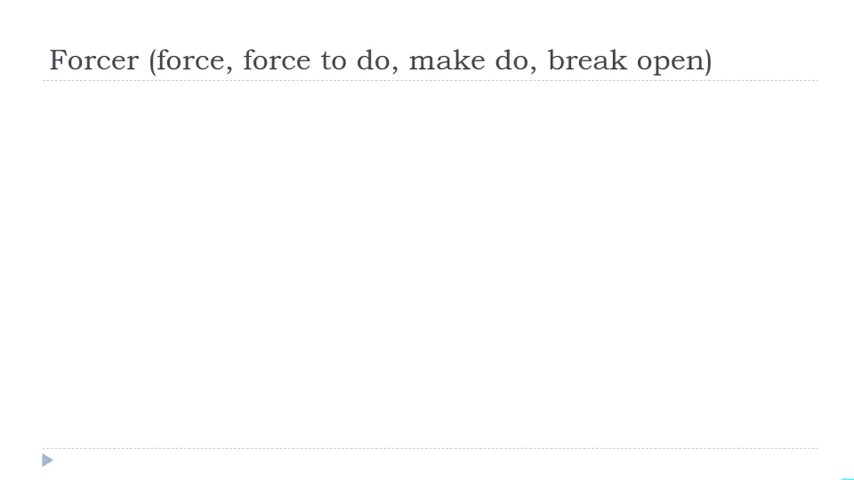 Forcer (force, force to do, make do, break open)